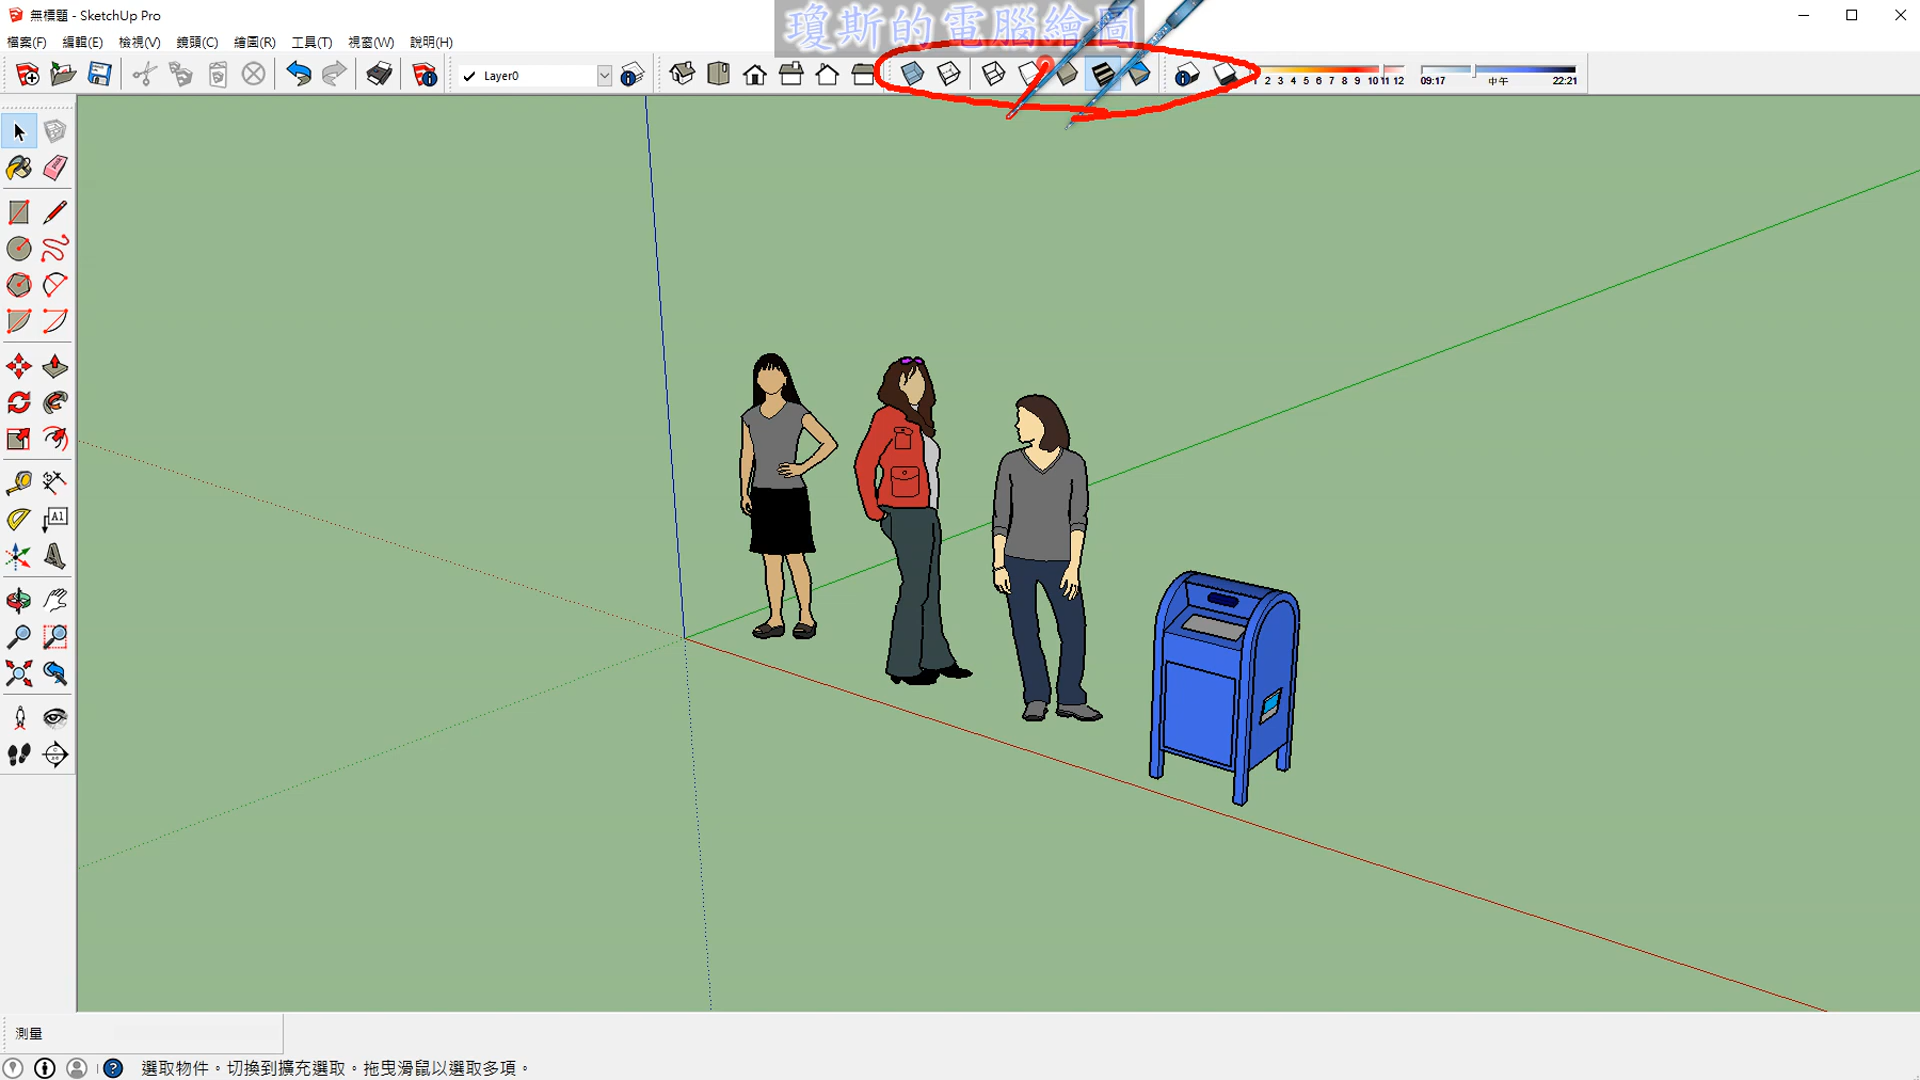 無標題 - SketchUp Pro
瓊斯的電腦繪圖
檔案(F) 編輯(E) 檢視(V) 鏡頭(C) 繪圖(R) 工具(T) 視窗(W) 說明(H)
Layer0
2 3 4 5 6 7 8 9 10 11 12
09:17 中午 22:21
A1
測量
選取物件。切換到擴充選取。拖曳滑鼠以選取多項。